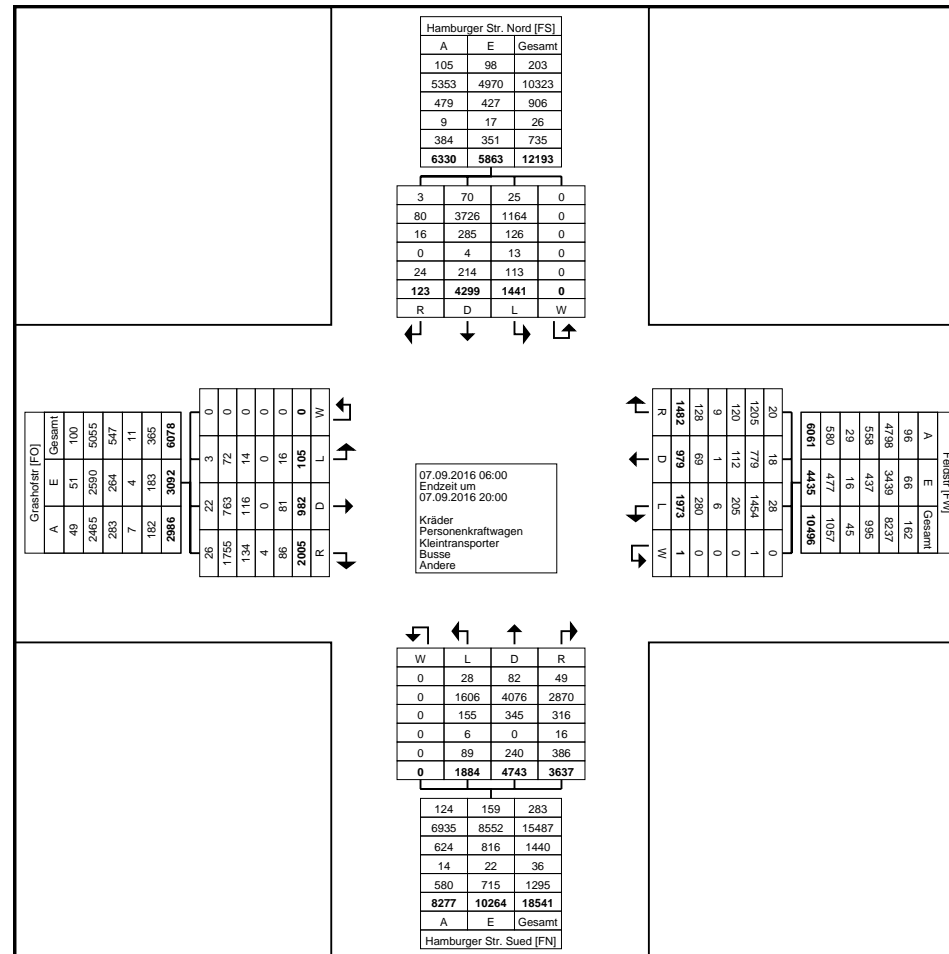 Hamburger Str. Nord [FS]
A E Gesamt
105 98 203
5353 4970 10323
479 427 906
9 17 26
384 351 735
6330 5863 12193
3 70 25 0
80 3726 1164 0
16 285 126 0
0 4 13 0
24 214 113 0
123 4299 1441 0
R D L W
Grashofstr [FO]
Gesamt 100 5055 547 11 365 6078
E 51 2590 264 4 183 3092
A 49 2465 283 7 182 2986
0 0 0 0 0 0 W
3 72 14 0 16 105 L
22 763 116 0 81 982 D
26 1755 134 4 86 2005 R
07.09.2016 06:00
Endzeit um
07.09.2016 20:00
Kräder
Personenkraftwagen
Kleintransporter
Busse
Andere
R 1482 128 9 120 1205 20
D 979 69 1 112 779 18
L 1973 280 6 205 1454 28
W 1 0 0 0 1 0
6061 580 29 558 4798 96 A
4435 477 16 437 3439 66 E
10496 1057 45 995 8237 162 Gesamt
Feldstr [FW]
W L D R
0 28 82 49
0 1606 4076 2870
0 155 345 316
0 6 0 16
0 89 240 386
0 1884 4743 3637
124 159 283
6935 8552 15487
624 816 1440
14 22 36
580 715 1295
8277 10264 18541
A E Gesamt
Hamburger Str. Sued [FN]